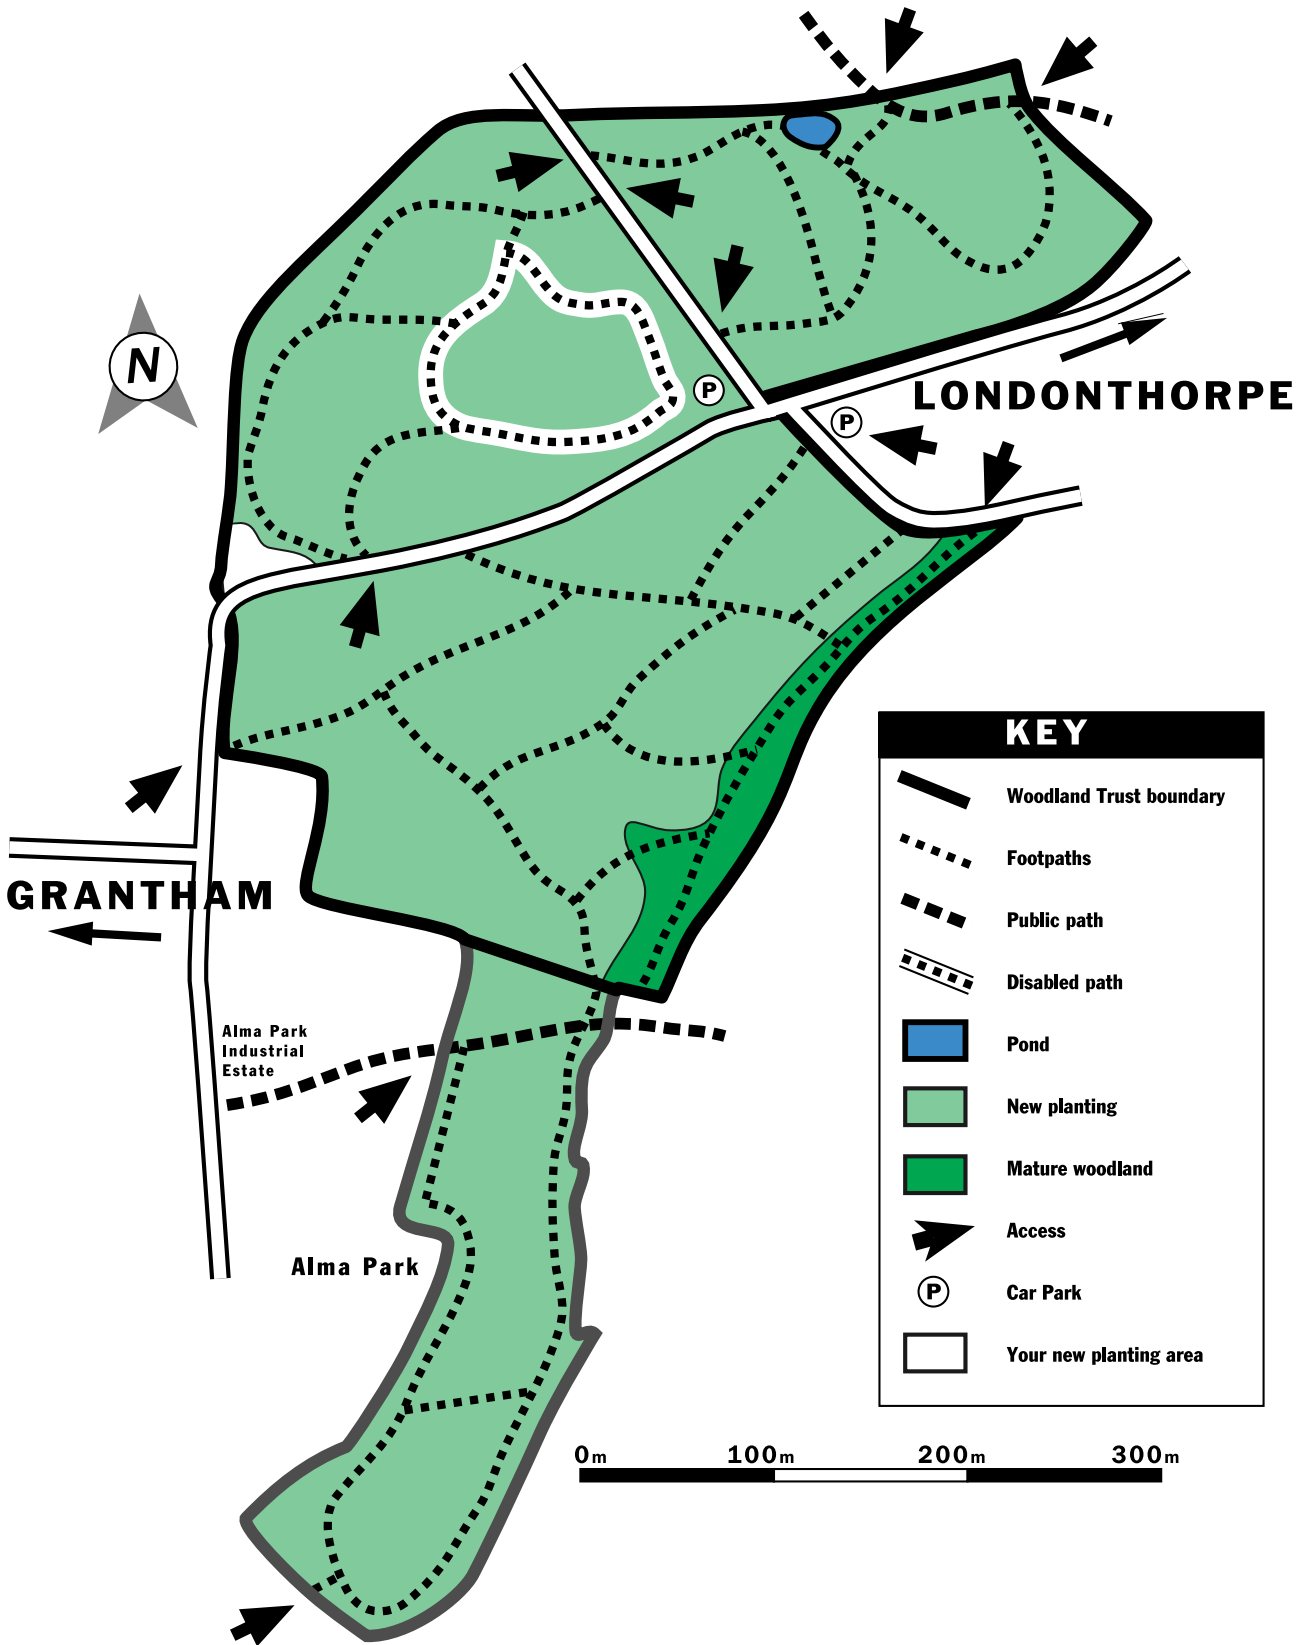 N
P
LONDONTHORPE
P
KEY
Woodland Trust boundary
Footpaths
Public path
Disabled path
Pond
New planting
Mature woodland
Access
P
Car Park
Your new planting area
GRANTHAM
Alma Park
Industrial
Estate
Alma Park
0m 100m 200m 300m